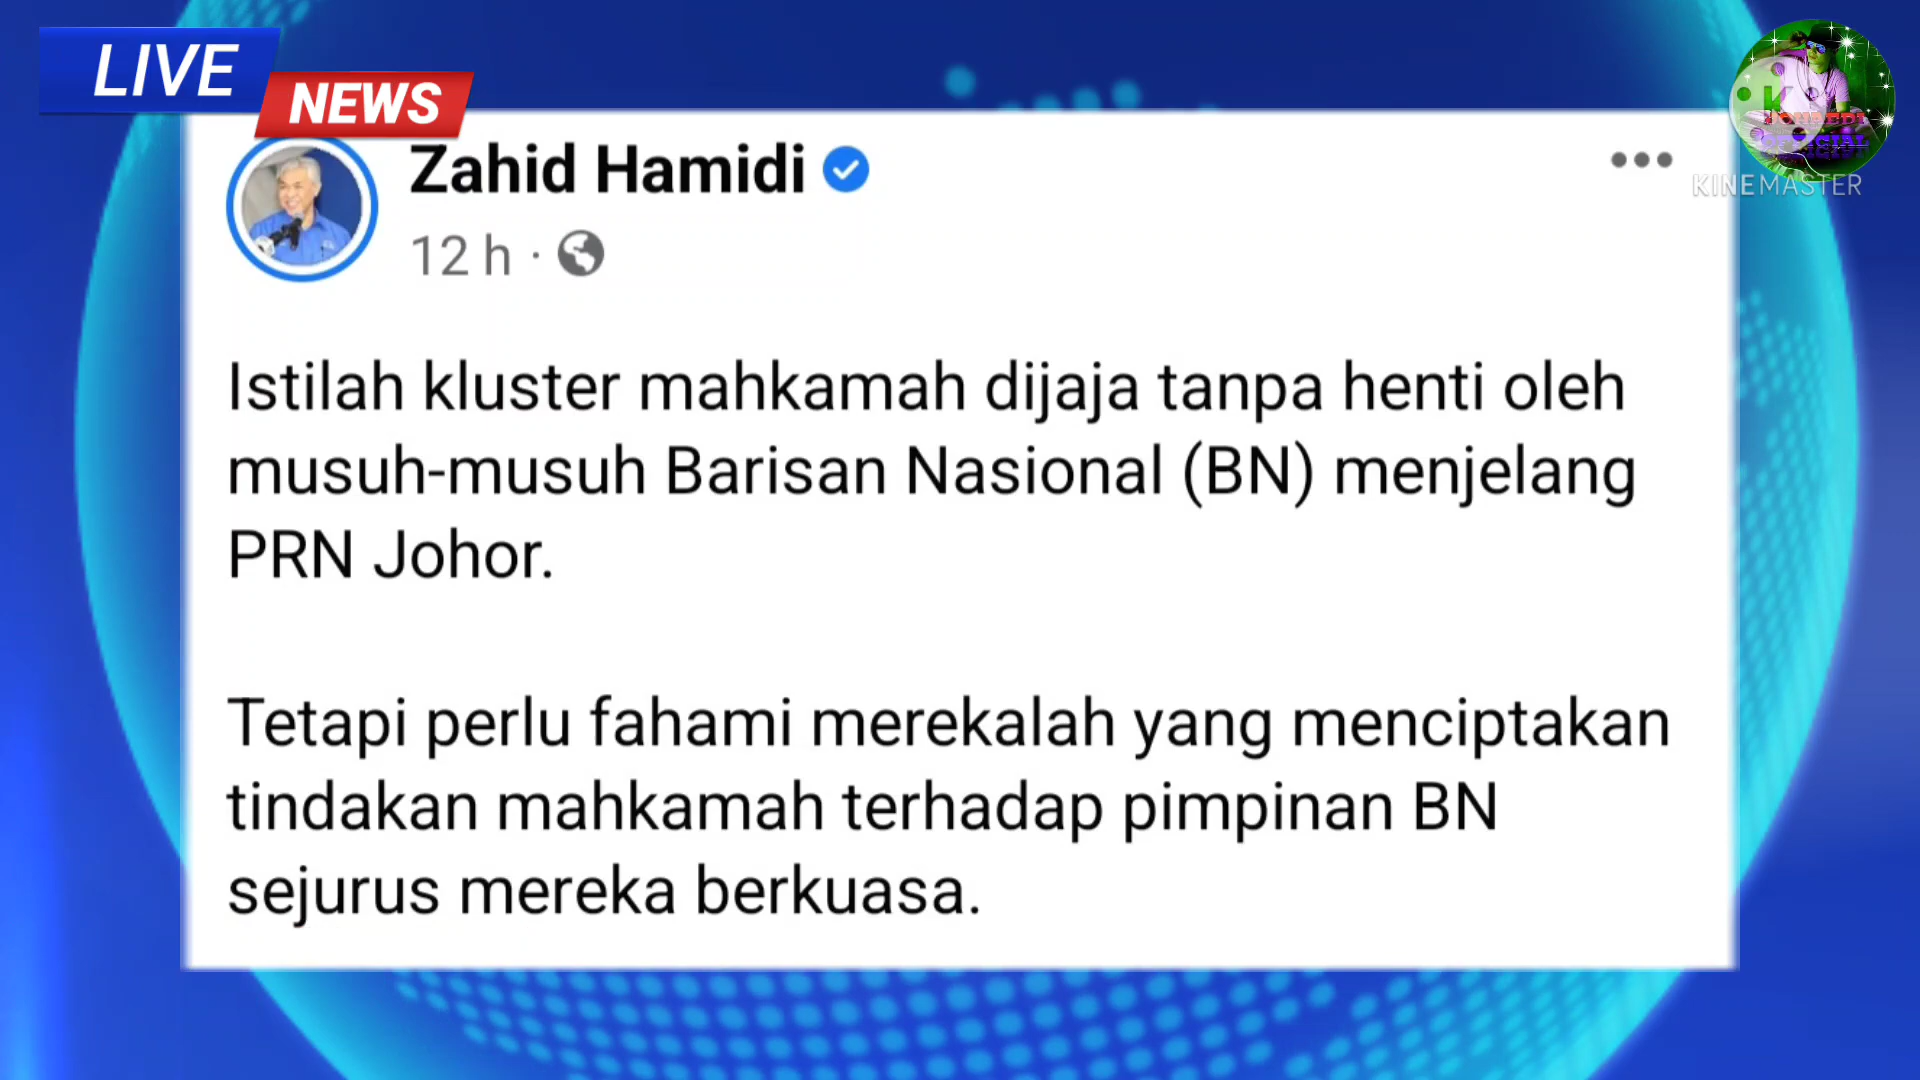 LIVE
NEWS
Zahid Hamidi
12 h ·
KINEMASTER
Istilah kluster mahkamah dijaja tanpa henti oleh
musuh-musuh Barisan Nasional (BN) menjelang
PRN Johor.
Tetapi perlu fahami merekalah yang menciptakan
tindakan mahkamah terhadap pimpinan BN
sejurus mereka berkuasa.